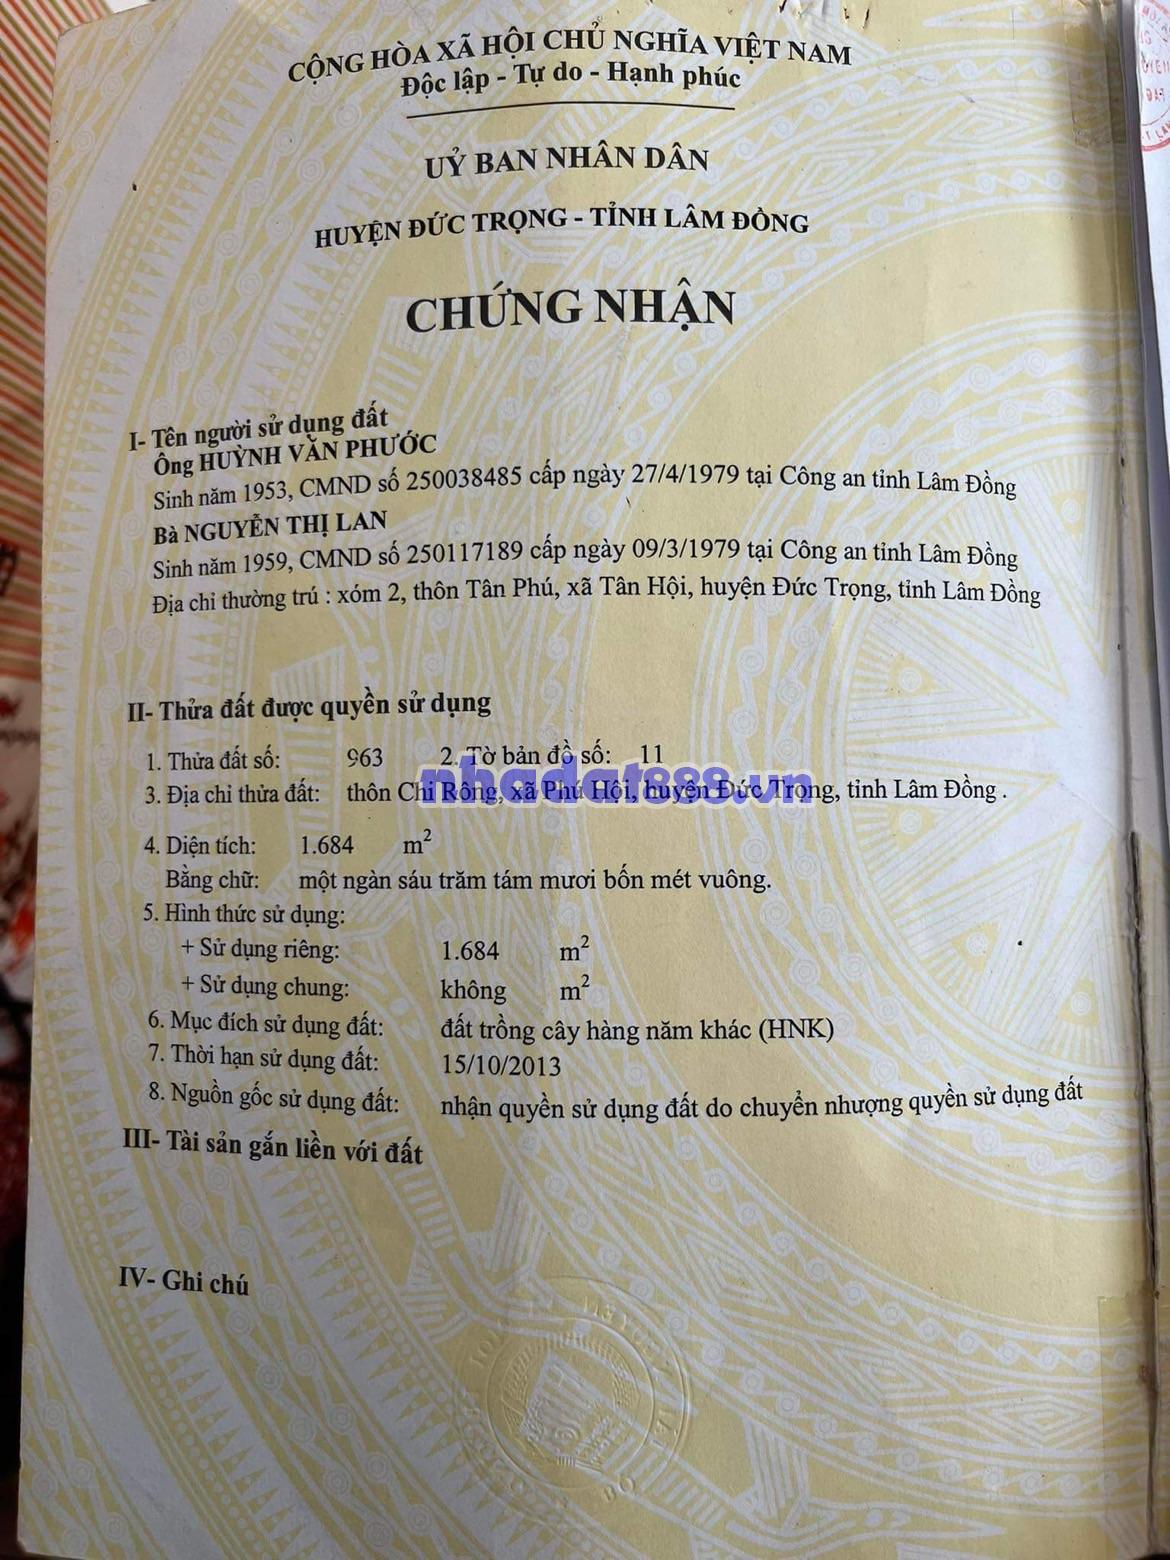 CỘNG HÒA XÃ HỘI CHỦ NGHĨA VIỆT NAM
Độc lập - Tự do - Hạnh phúc
UỶ BAN NHÂN DÂN
HUYỆN ĐỨC TRỌNG - TỈNH LÂM ĐỒNG
CHỨNG NHẬN
I- Tên người sử dụng đất
Ông HUỲNH VĂN PHƯỚC
Sinh năm 1953, CMND số 250038485 cấp ngày 27/4/1979 tại Công an tỉnh Lâm Đồng
Bà NGUYỄN THỊ LAN
Sinh năm 1959, CMND số 250117189 cấp ngày 09/3/1979 tại Công an tỉnh Lâm Đồng
Địa chỉ thường trú : xóm 2, thôn Tân Phú, xã Tân Hội, huyện Đức Trọng, tỉnh Lâm Đồng
II- Thửa đất được quyền sử dụng
1. Thửa đất số: 963 2. Tờ bản đồ số: 11
nhadat888.vn
3. Địa chỉ thửa đất: thôn Chi Rông, xã Phú Hội, huyện Đức Trọng, tỉnh Lâm Đồng .
4. Diện tích: 1.684 m²
Bằng chữ: một ngàn sáu trăm tám mươi bốn mét vuông.
5. Hình thức sử dụng:
+ Sử dụng riêng: 1.684 m²
+ Sử dụng chung: không m²
6. Mục đích sử dụng đất: đất trồng cây hàng năm khác (HNK)
7. Thời hạn sử dụng đất: 15/10/2013
8. Nguồn gốc sử dụng đất: nhận quyền sử dụng đất do chuyển nhượng quyền sử dụng đất
III- Tài sản gắn liền với đất
IV- Ghi chú